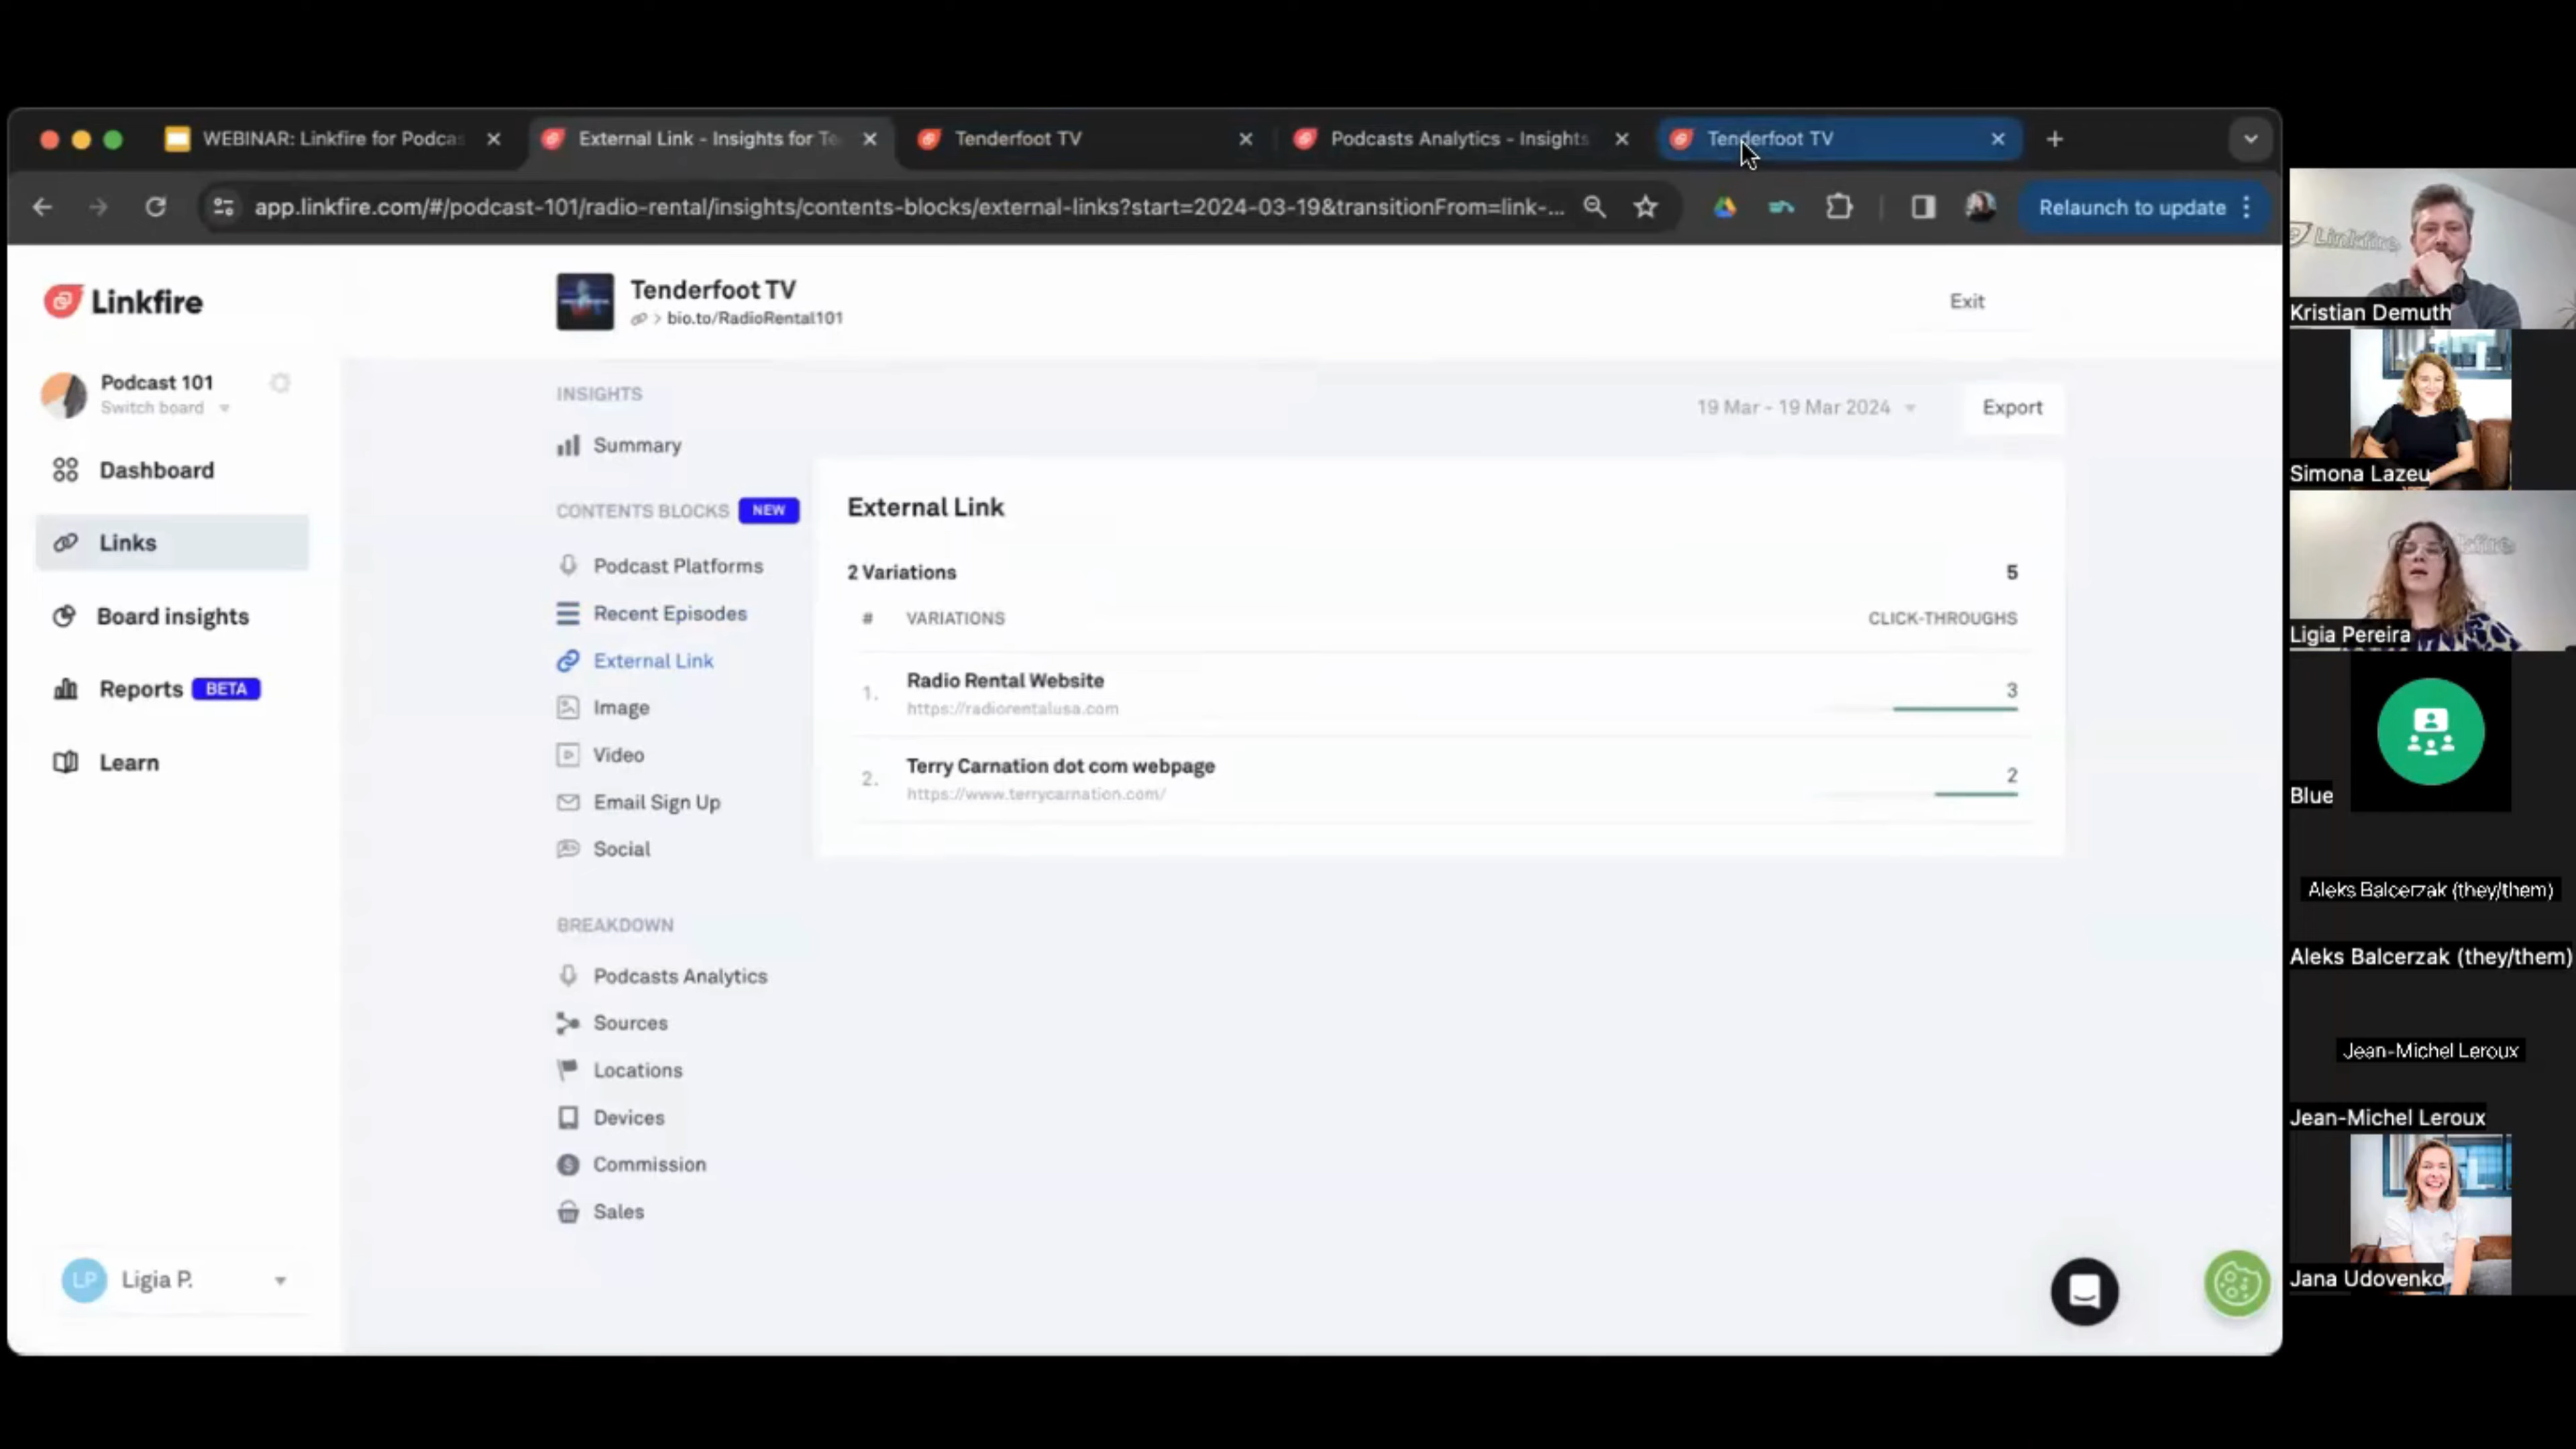 WEBINAR: Linkfire for Podcas
External Link - Insights for Te
Tenderfoot TV
Podcasts Analytics - Insights
Tenderfoot TV
app.linkfire.com/#/podcast-101/radio-rental/insights/contents-blocks/external-links?start=2024-03-19&transitionFrom=link-...
Relaunch to update
Linkfire
Podcast 101
Switch board
Dashboard
Links
Board insights
Reports BETA
Learn
LP Ligia P.
Tenderfoot TV
bio.to/RadioRental101
Exit
INSIGHTS
Summary
CONTENTS BLOCKS NEW
Podcast Platforms
Recent Episodes
External Link
Image
Video
Email Sign Up
Social
BREAKDOWN
Podcasts Analytics
Sources
Locations
Devices
Commission
Sales
19 Mar - 19 Mar 2024
Export
External Link
2 Variations 5
# VARIATIONS CLICK-THROUGHS
1. Radio Rental Website 3
https://radiorentalusa.com
2. Terry Carnation dot com webpage 2
https://www.terrycarnation.com/
Linkfire
Kristian Demuth
Simona Lazeu
Ligia Pereira
Blue
Aleks Balcerzak (they/them)
Aleks Balcerzak (they/them)
Jean-Michel Leroux
Jean-Michel Leroux
Jana Udovenko